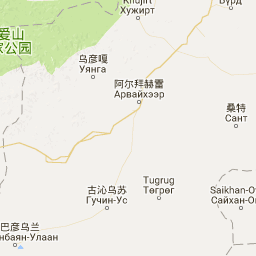 Khujirt
Хужирт
Бүрд
爱山
家公园
乌彦嘎
Уянга
阿尔拜赫雷
Арвайхээр
桑特
Сант
古沁乌苏
Гучин-Ус
Tugrug
Төгрөг
Saikhan-O
Сайхан-О
巴彦乌兰
нбаян-Улаан